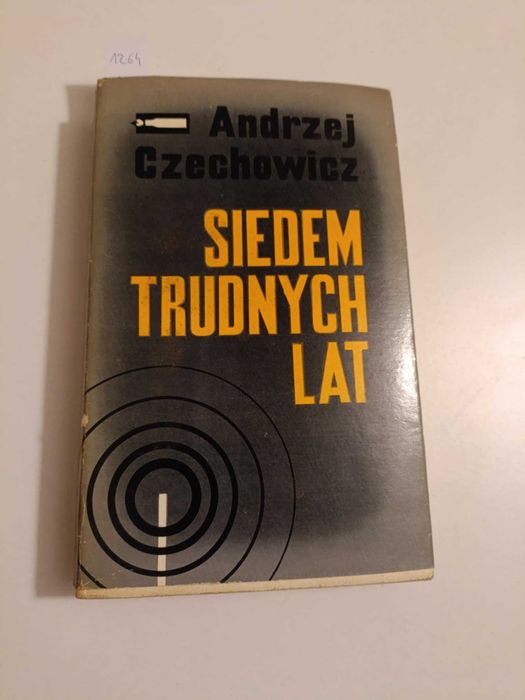 1264
Andrzej
Czechowicz
SIEDEM
TRUDNYCH
LAT